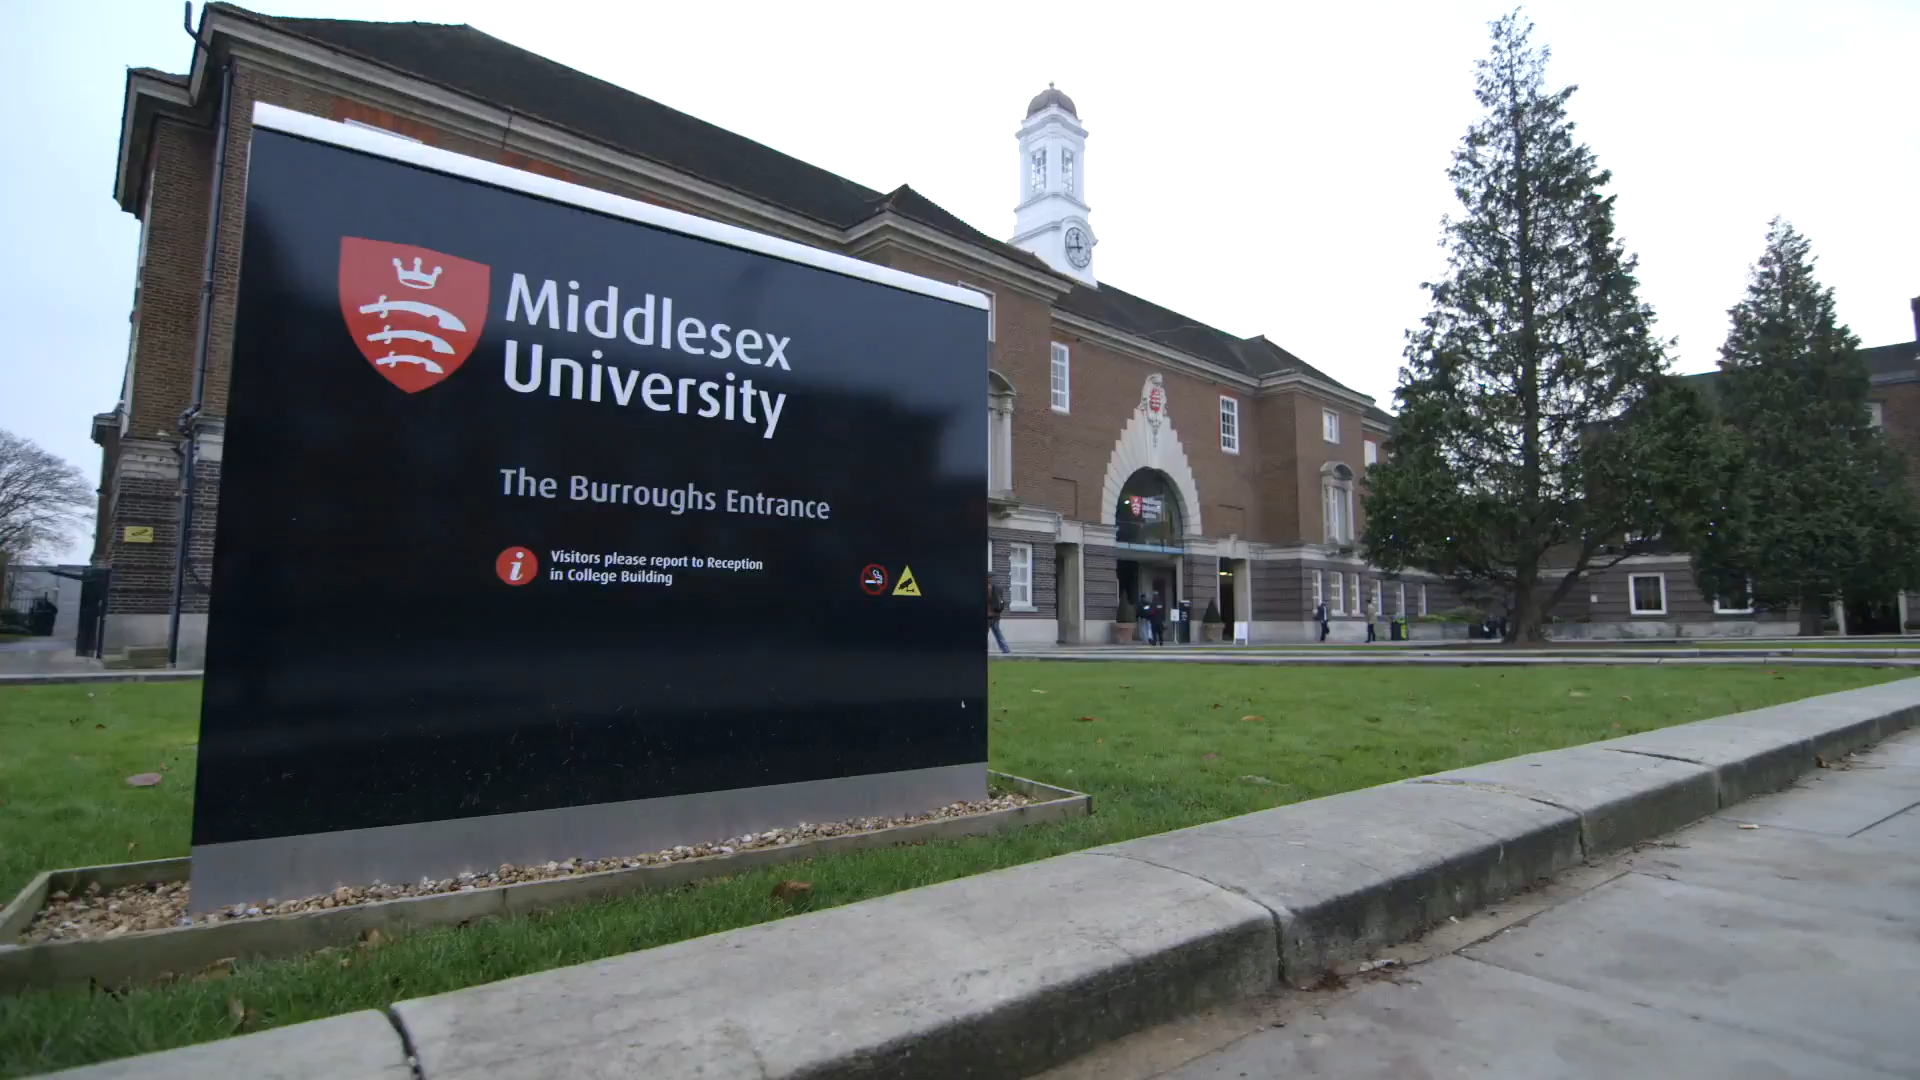 Middlesex
University
The Burroughs Entrance
i
Visitors please report to Reception
in College Building